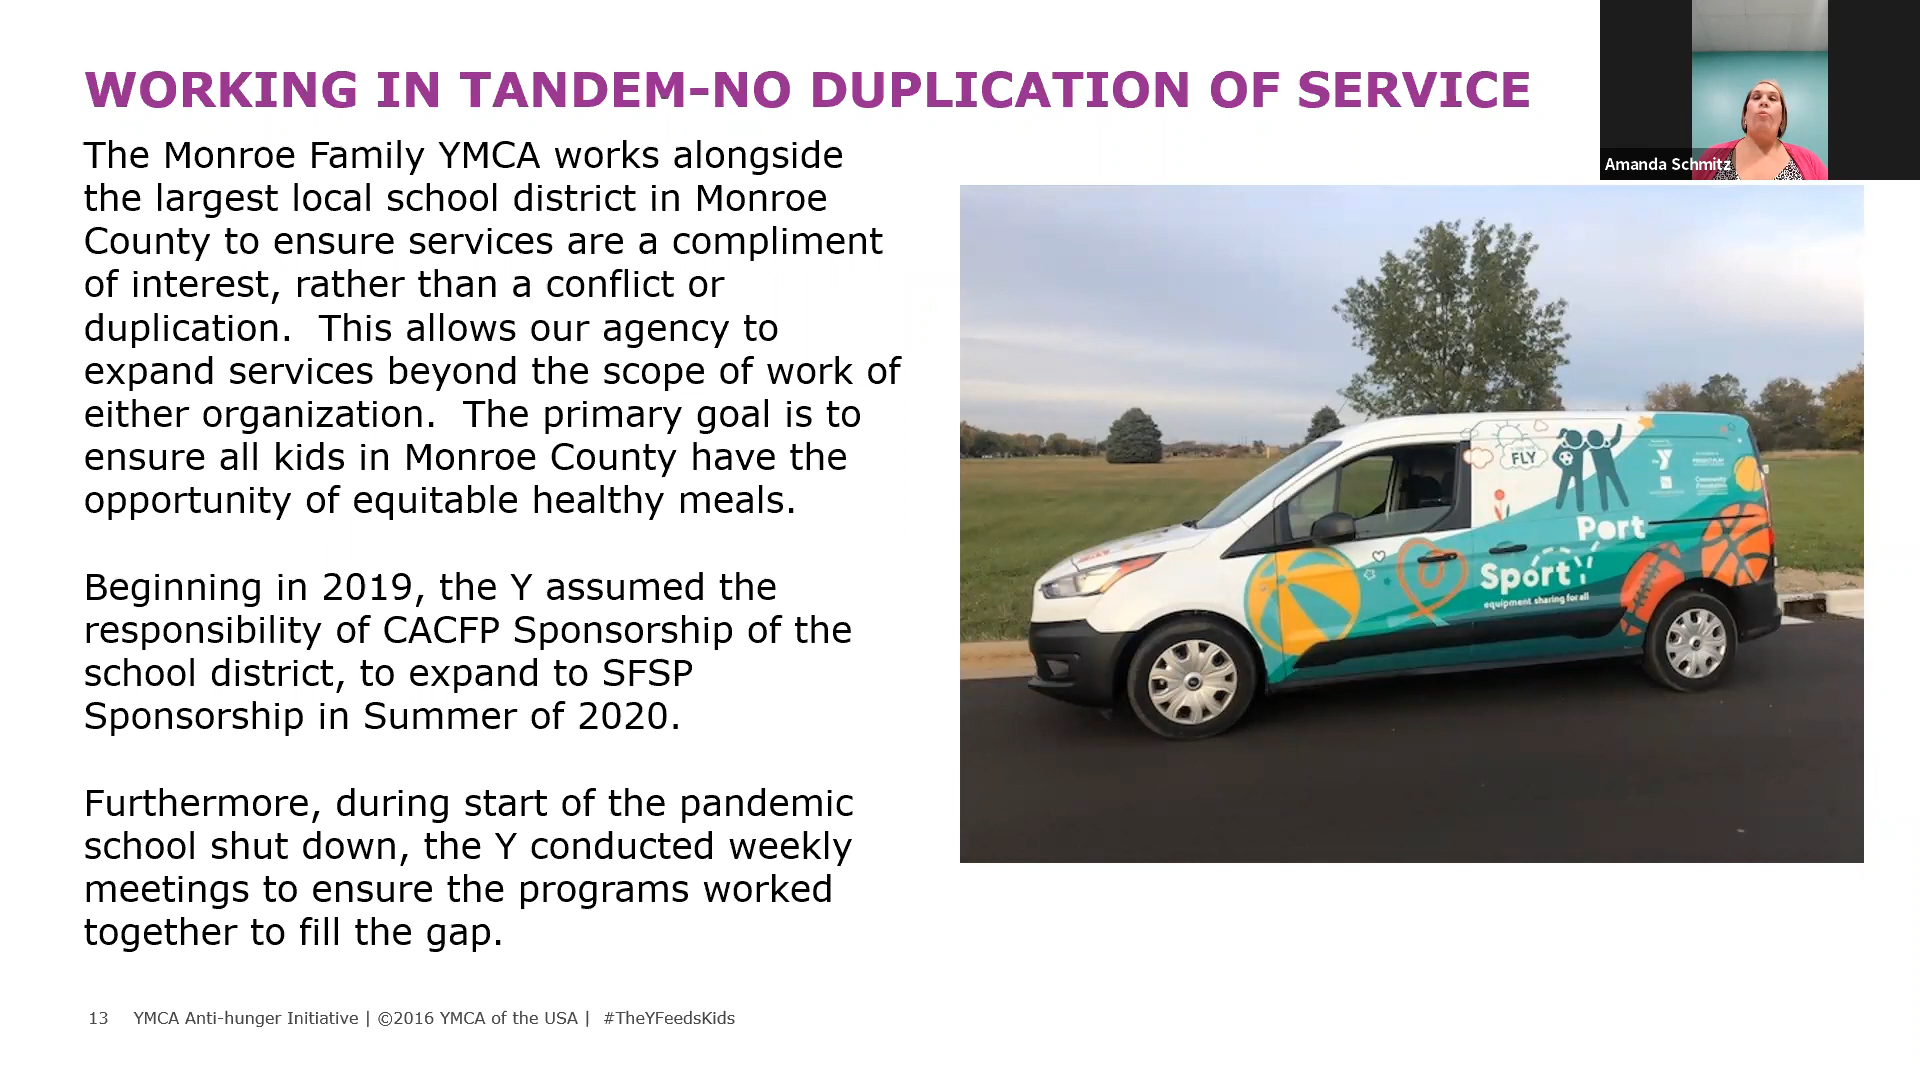 WORKING IN TANDEM-NO DUPLICATION OF SERVICE
Amanda Schmitz
The Monroe Family YMCA works alongside
the largest local school district in Monroe
County to ensure services are a compliment
of interest, rather than a conflict or
duplication.  This allows our agency to
expand services beyond the scope of work of
either organization.  The primary goal is to
ensure all kids in Monroe County have the
opportunity of equitable healthy meals.
Beginning in 2019, the Y assumed the
responsibility of CACFP Sponsorship of the
school district, to expand to SFSP
Sponsorship in Summer of 2020.
Furthermore, during start of the pandemic
school shut down, the Y conducted weekly
meetings to ensure the programs worked
together to fill the gap.
FLY
Port
Sport
equipment sharing for all
13 YMCA Anti-hunger Initiative | ©2016 YMCA of the USA | #TheYFeedsKids